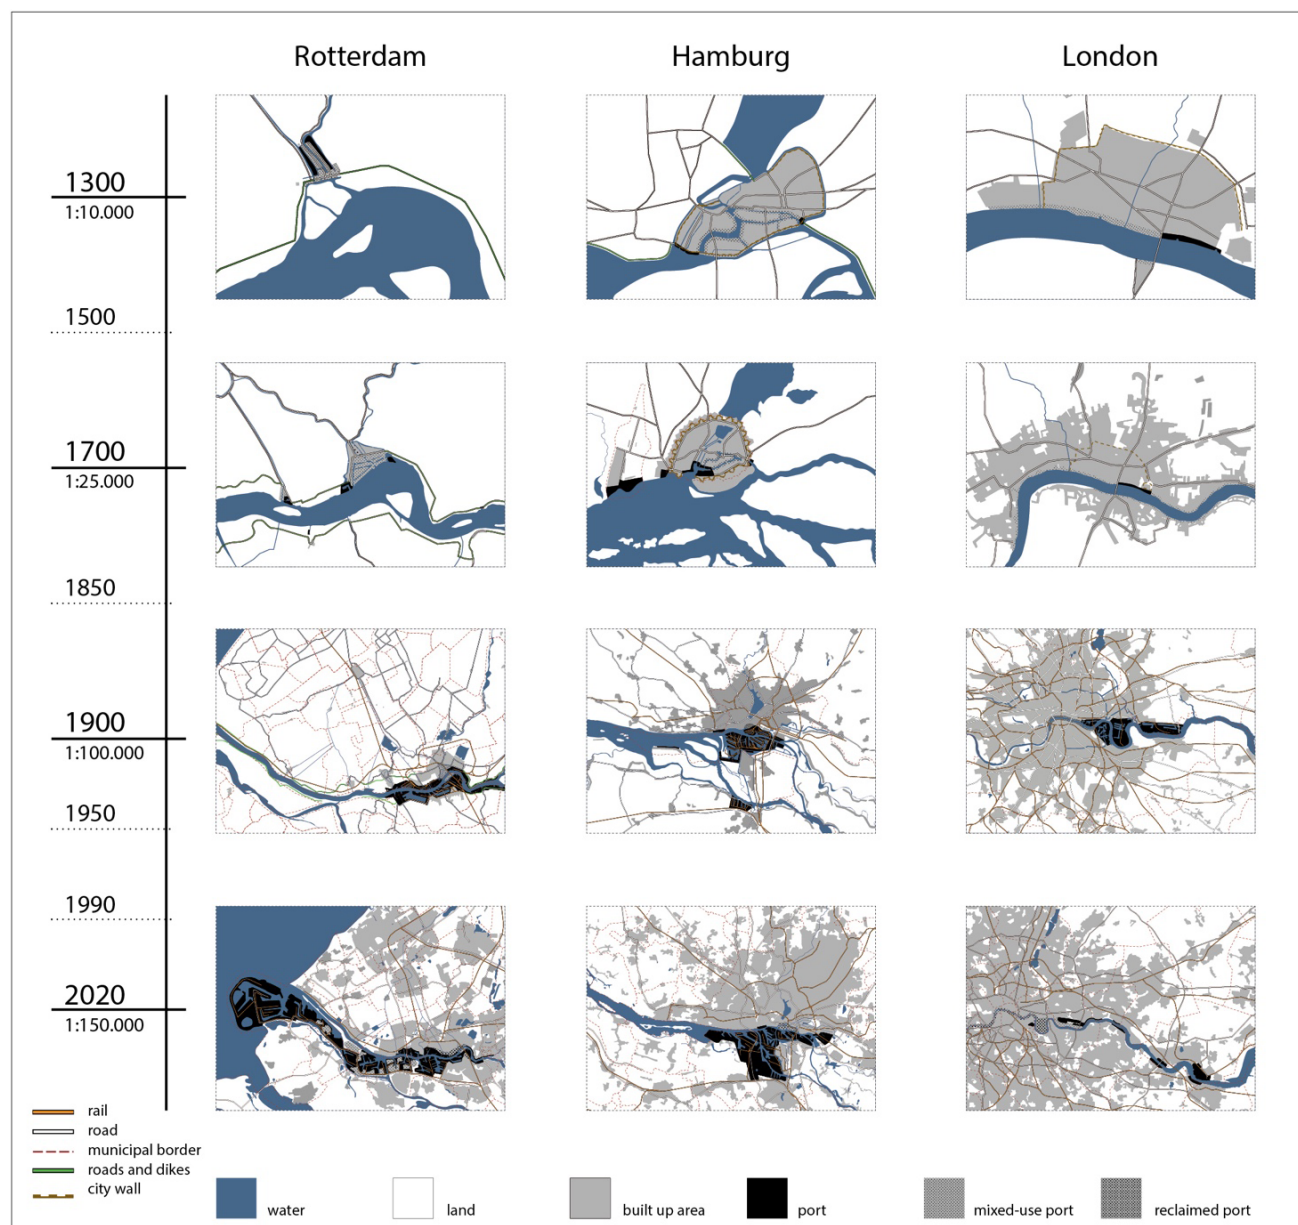 Rotterdam
Hamburg
London
1300
1:10.000
1500
1700
1:25.000
1850
1900
1:100.000
1950
1990
2020
1:150.000
rail
road
municipal border
roads and dikes
city wall
water
land
built up area
port
mixed-use port
reclaimed port